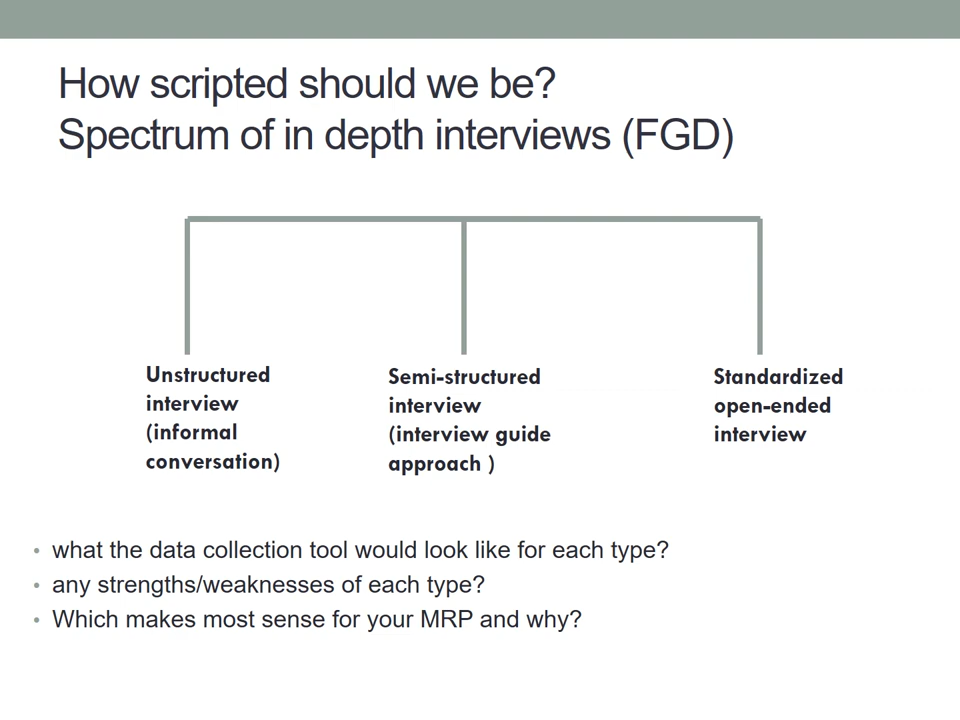 How scripted should we be?
Spectrum of in depth interviews (FGD)
Unstructured
interview
(informal
conversation)
Semi-structured
interview
(interview guide
approach )
Standardized
open-ended
interview
• what the data collection tool would look like for each type?
• any strengths/weaknesses of each type?
• Which makes most sense for your MRP and why?